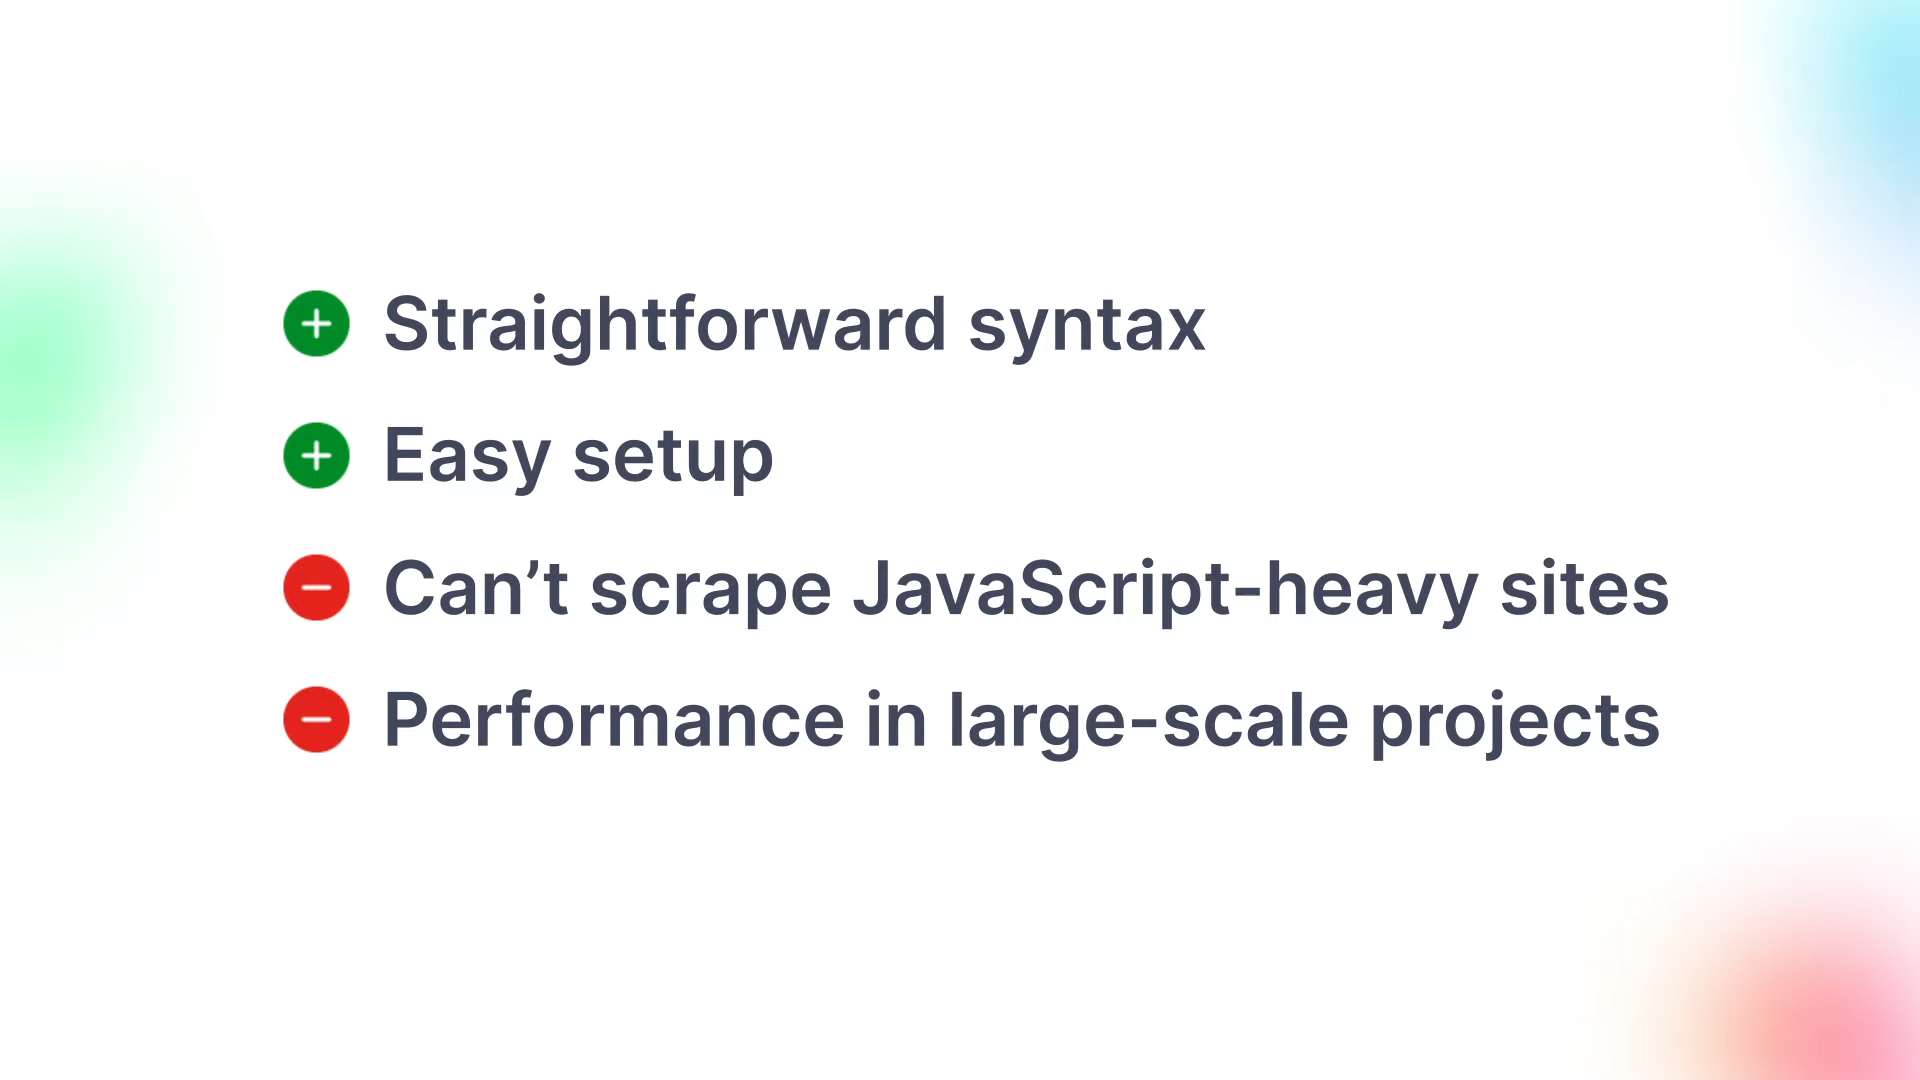 Straightforward syntax
Easy setup
Can’t scrape JavaScript-heavy sites
Performance in large-scale projects